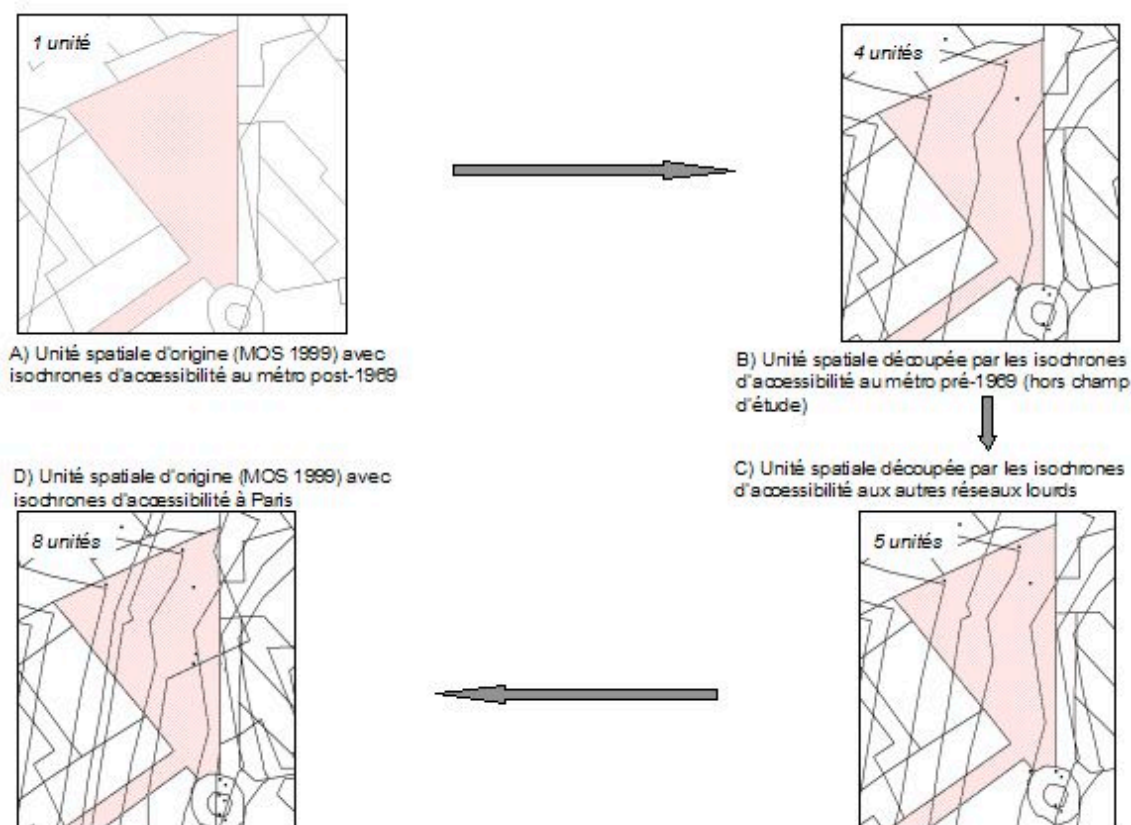 1 unité
A) Unité spatiale d'origine (MOS 1999) avec
isochrones d'accessibilité au métro post-1969
4 unités
B) Unité spatiale découpée par les isochrones
d'accessibilité au métro pré-1969 (hors champ
d'étude)
C) Unité spatiale découpée par les isochrones
d'accessibilité aux autres réseaux lourds
5 unités
D) Unité spatiale d'origine (MOS 1999) avec
isochrones d'accessibilité à Paris
8 unités